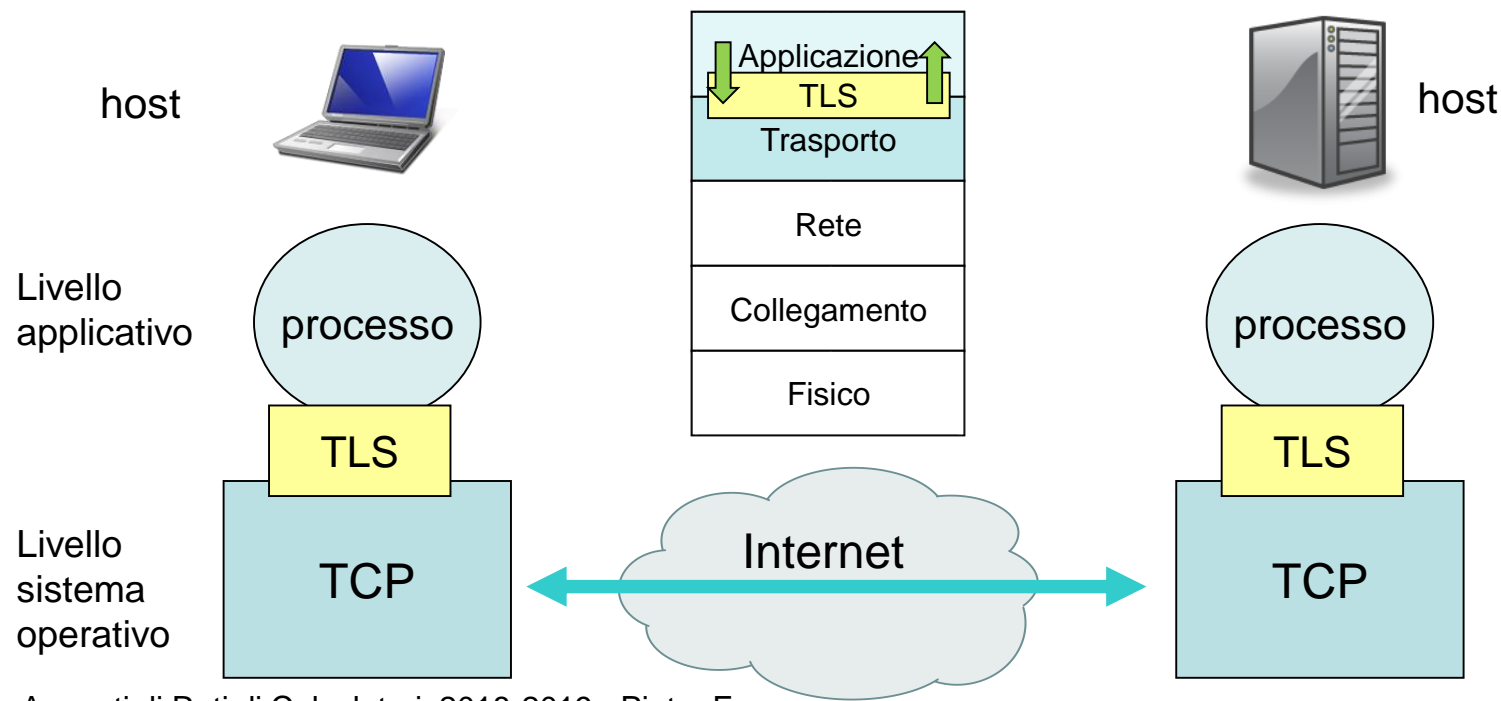 host
Applicazione
TLS
Trasporto
Rete
Collegamento
Fisico
host
Livello
applicativo
processo
TLS
processo
TLS
Livello
sistema
operativo
TCP
Internet
TCP